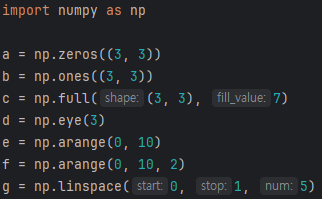 import numpy as np
a = np.zeros((3, 3))
b = np.ones((3, 3))
c = np.full( shape: (3, 3), fill_value: 7)
d = np.eye(3)
e = np.arange(0, 10)
f = np.arange(0, 10, 2)
g = np.linspace( start: 0, stop: 1, num: 5)